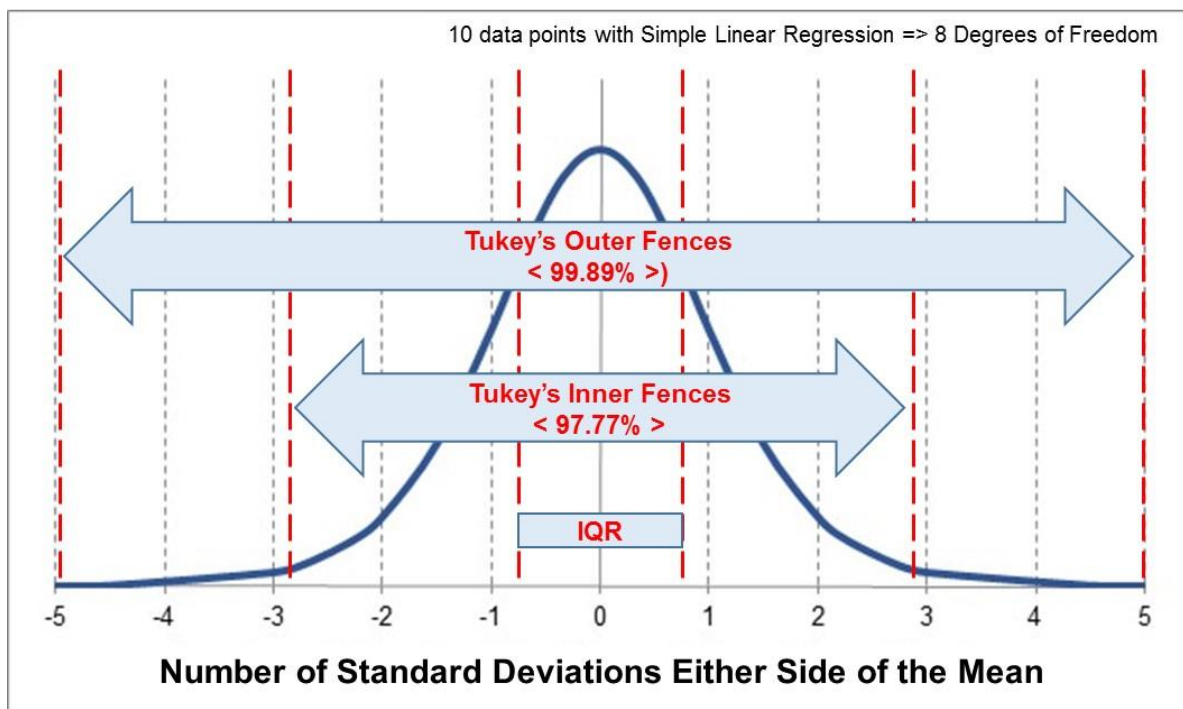 10 data points with Simple Linear Regression => 8 Degrees of Freedom
Tukey's Outer Fences
< 99.89% >)
Tukey's Inner Fences
< 97.77% >
IQR
-5 -4 -3 -2 -1 0 1 2 3 4 5
Number of Standard Deviations Either Side of the Mean